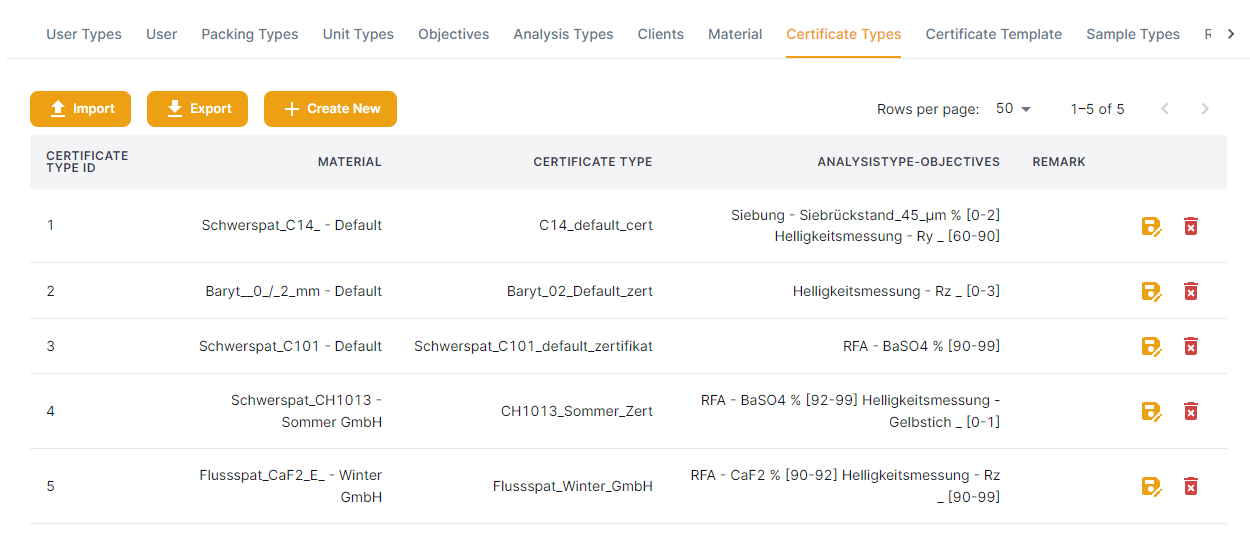 User Types User Packing Types Unit Types Objectives Analysis Types Clients Material Certificate Types Certificate Template Sample Types
Import Export Create New Rows per page: 50 1–5 of 5
CERTIFICATE
TYPE ID
MATERIAL CERTIFICATE TYPE ANALYSISTYPE-OBJECTIVES REMARK
1 Schwerspat_C14_ - Default C14_default_cert Siebung - Siebrückstand_45_µm % [0-2]
Helligkeitsmessung - Ry _ [60-90]
2 Baryt__0_/_2_mm - Default Baryt_02_Default_zert Helligkeitsmessung - Rz _ [0-3]
3 Schwerspat_C101 - Default Schwerspat_C101_default_zertifikat RFA - BaSO4 % [90-99]
4 Schwerspat_CH1013 -
Sommer GmbH
CH1013_Sommer_Zert RFA - BaSO4 % [92-99] Helligkeitsmessung -
Gelbstich _ [0-1]
5 Flussspat_CaF2_E_ - Winter
GmbH
Flussspat_Winter_GmbH RFA - CaF2 % [90-92] Helligkeitsmessung - Rz
_ [90-99]